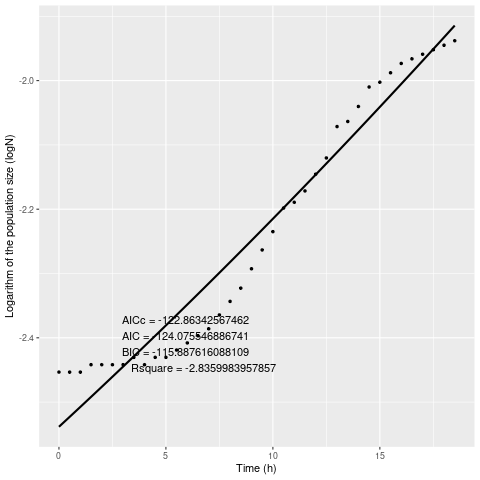 -2.0
-2.2
-2.4
Logarithm of the population size (logN)
AICc = -122.86342567462
AIC = -124.075546886741
BIC = -115.887616088109
Rsquare = -2.8359983957857
0
5
10
15
Time (h)